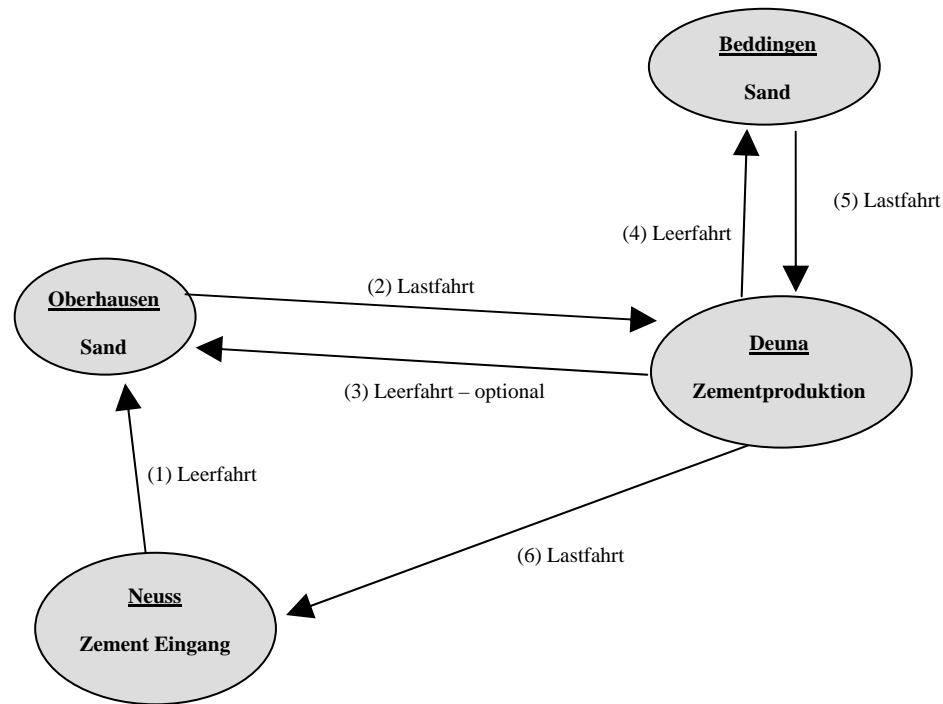 Beddingen
Sand
(5) Lastfahrt
(4) Leerfahrt
(2) Lastfahrt
Oberhausen
Sand
Deuna
Zementproduktion
(3) Leerfahrt – optional
(1) Leerfahrt
(6) Lastfahrt
Neuss
Zement Eingang